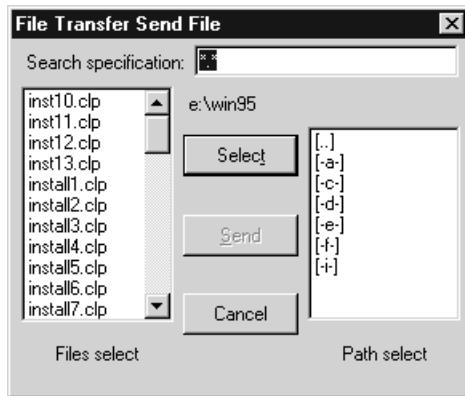 File Transfer Send File
Search specification: *.*
inst10.clp
inst11.clp
inst12.clp
inst13.clp
install1.clp
install2.clp
install3.clp
install4.clp
install5.clp
install6.clp
install7.clp
Files select
e:\win95
Select
Send
Cancel
[..]
[-a-]
[-c-]
[-d-]
[-e-]
[-f-]
[-i-]
Path select